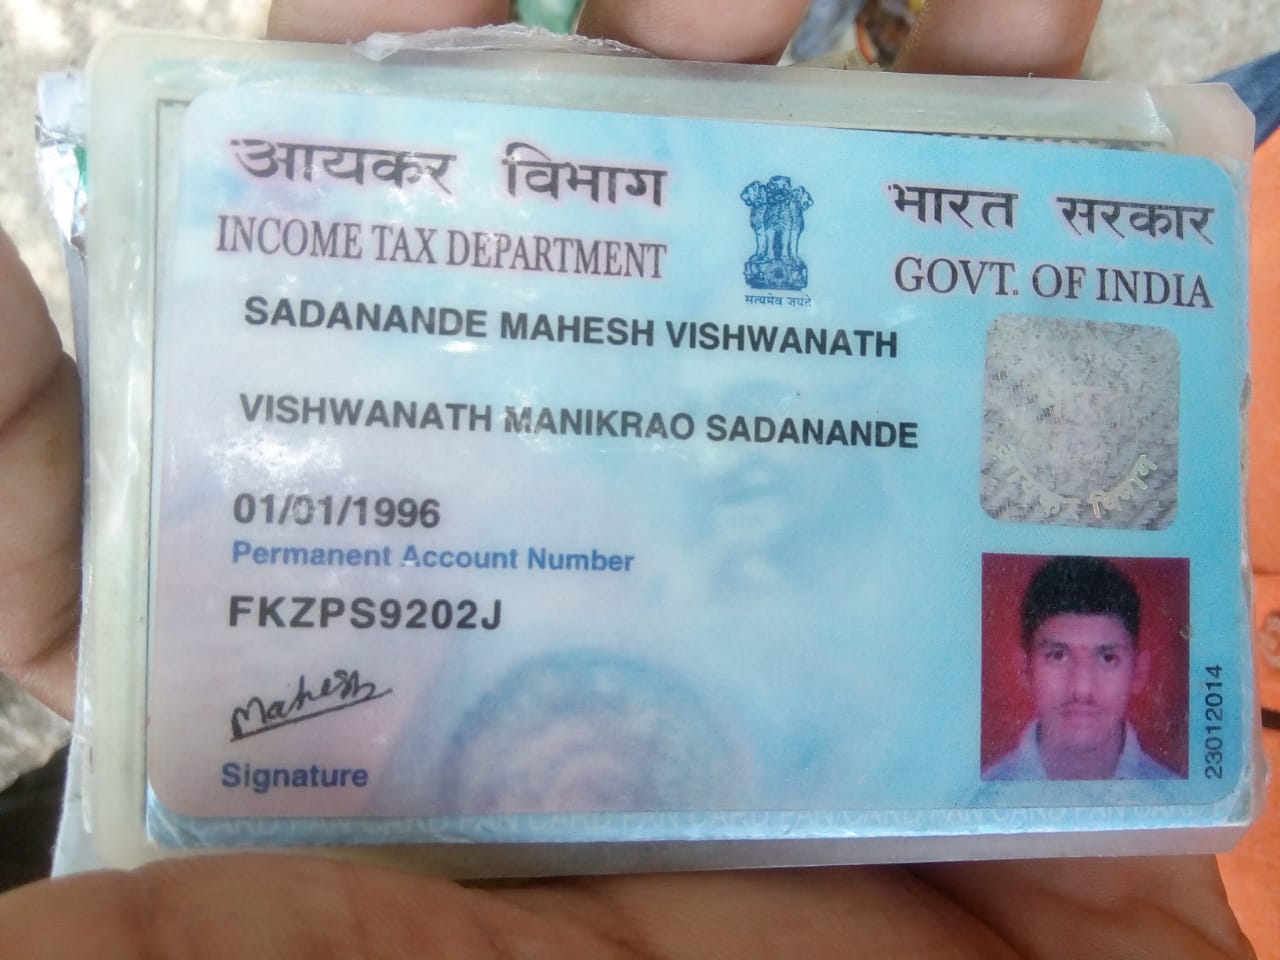 आयकर विभाग
INCOME TAX DEPARTMENT
भारत सरकार
GOVT. OF INDIA
सत्यमेव जयते
SADANANDE MAHESH VISHWANATH
VISHWANATH MANIKRAO SADANANDE
01/01/1996
Permanent Account Number
FKZPS9202J
Mahesh
Signature
आयकर विभाग
23012014
CARD PAN CARD PAN CARD PAN CARD PAN CARD PAN CARD